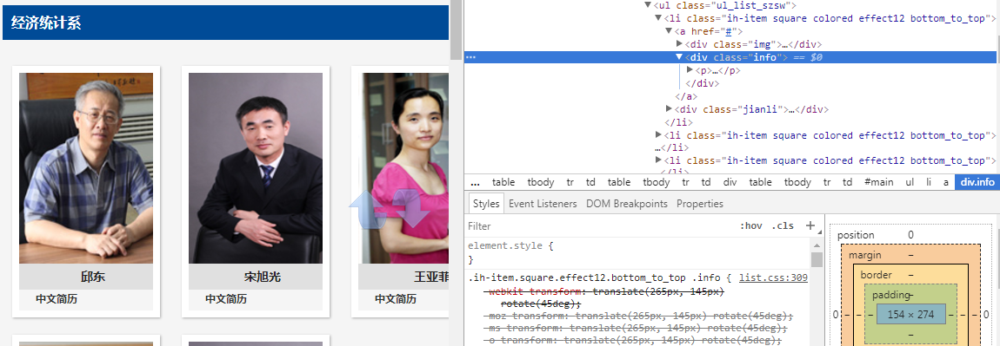 经济统计系
邱东
中文简历
宋旭光
中文简历
王亚菲
中文简历
▼<ul class="ul_list_szsw">
▼<li class="ih-item square colored effect12 bottom_to_top">
▼<a href="#">
▶<div class="img">…</div>
…
▼<div class="info"> == $0
▶<p>…</p>
</div>
</a>
▶<div class="jianli">…</div>
</li>
▶<li class="ih-item square colored effect12 bottom_to_top">
…</li>
▶<li class="ih-item square colored effect12 bottom_to_top">
…</li>
... table tbody tr td table tbody tr td div table tbody tr td #main ul li a div.info
Styles Event Listeners DOM Breakpoints Properties
Filter :hov .cls +
element.style {
}
.ih-item.square.effect12.bottom_to_top .info { list.css:309
-webkit-transform: translate(265px, 145px)
rotate(45deg);
-moz-transform: translate(265px, 145px) rotate(45deg);
-ms-transform: translate(265px, 145px) rotate(45deg);
-o-transform: translate(265px, 145px) rotate(45deg);
position 0
margin –
border –
padding –
0 – – – 154 × 274 – – – 0
–